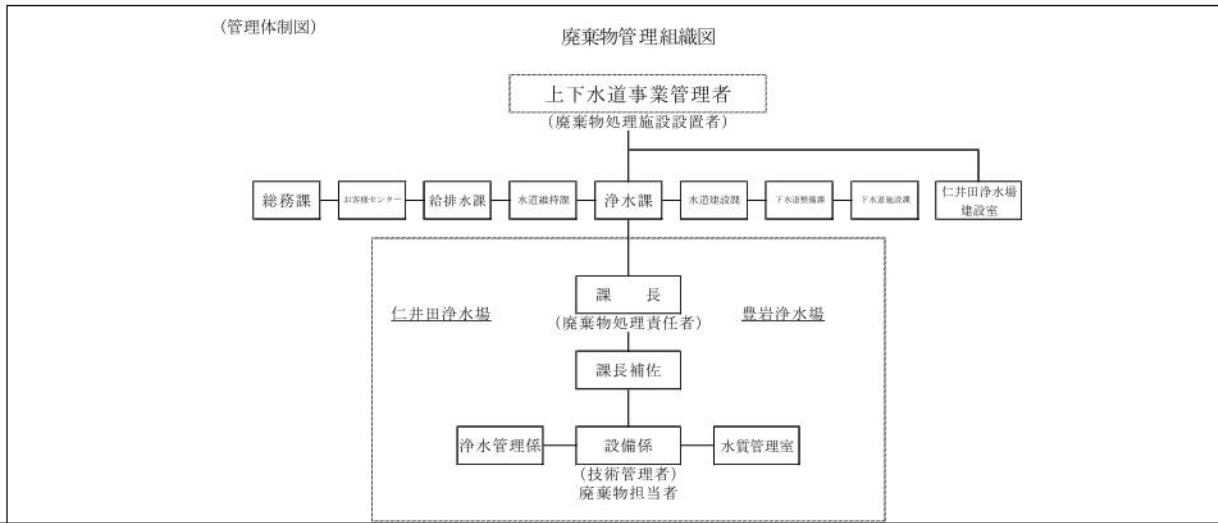 (管理体制図)
廃棄物管理組織図
上下水道事業管理者
(廃棄物処理施設設置者)
総務課
お客様センター
給排水課
水道維持課
浄水課
水道建設課
下水道整備課
下水道施設課
仁井田浄水場
建設室
課 長
仁井田浄水場
(廃棄物処理責任者)
豊岩浄水場
課長補佐
浄水管理係
設備係
水質管理室
(技術管理者)
廃棄物担当者